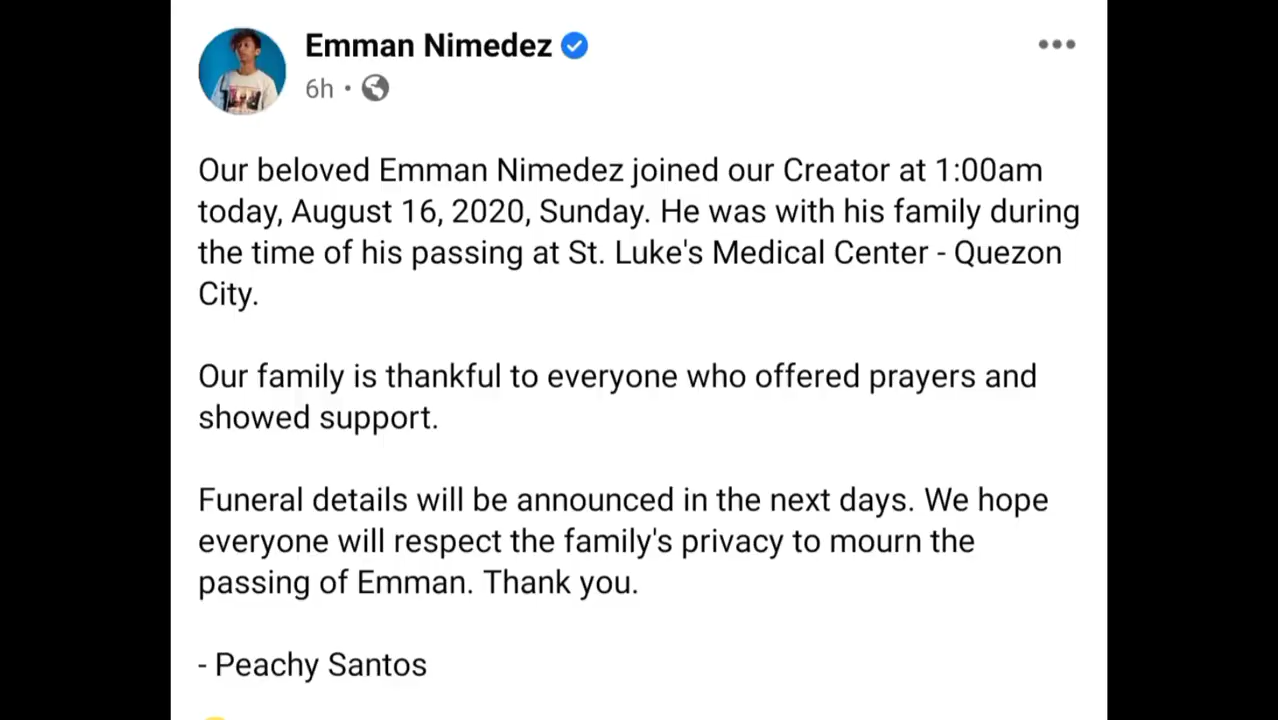 Emman Nimedez
6h •
Our beloved Emman Nimedez joined our Creator at 1:00am
today, August 16, 2020, Sunday. He was with his family during
the time of his passing at St. Luke's Medical Center - Quezon
City.
Our family is thankful to everyone who offered prayers and
showed support.
Funeral details will be announced in the next days. We hope
everyone will respect the family's privacy to mourn the
passing of Emman. Thank you.
- Peachy Santos